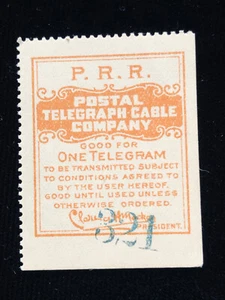 P. R. R.
POSTAL
TELEGRAPH-CABLE
COMPANY
GOOD FOR
ONE TELEGRAM
TO BE TRANSMITTED SUBJECT
TO CONDITIONS AGREED TO
BY THE USER HEREOF.
GOOD UNTIL USED UNLESS
OTHERWISE ORDERED.
321
PRESIDENT.